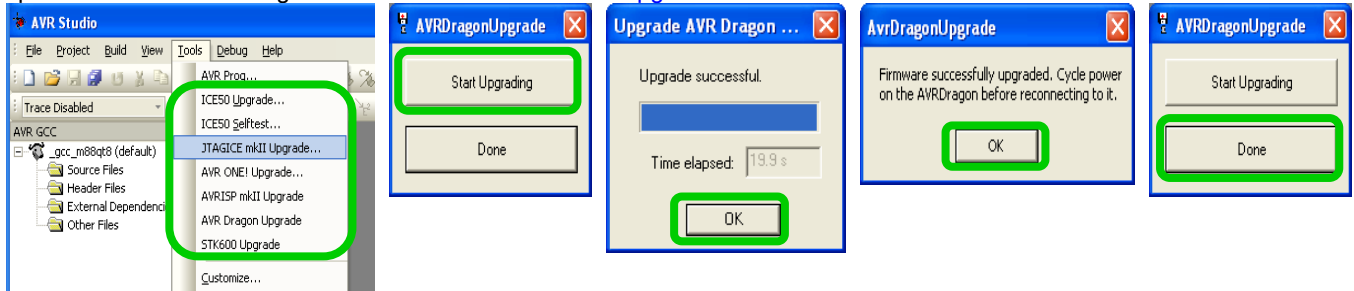 AVR Studio
File Project Build View Tools Debug Help
AVR Prog...
Trace Disabled
ICE50 Upgrade...
ICE50 Selftest...
AVR GCC
JTAGICE mkII Upgrade...
_gcc_m88qt8 (default)
Source Files
AVR ONE! Upgrade...
Header Files
AVRISP mkII Upgrade
External Dependenci
AVR Dragon Upgrade
Other Files
STK600 Upgrade
Customize...
AVRDragonUpgrade
Start Upgrading
Done
Upgrade AVR Dragon ...
Upgrade successful.
Time elapsed: 19.9 s
OK
AvrDragonUpgrade
Firmware successfully upgraded. Cycle power
on the AVRDragon before reconnecting to it.
OK
AVRDragonUpgrade
Start Upgrading
Done